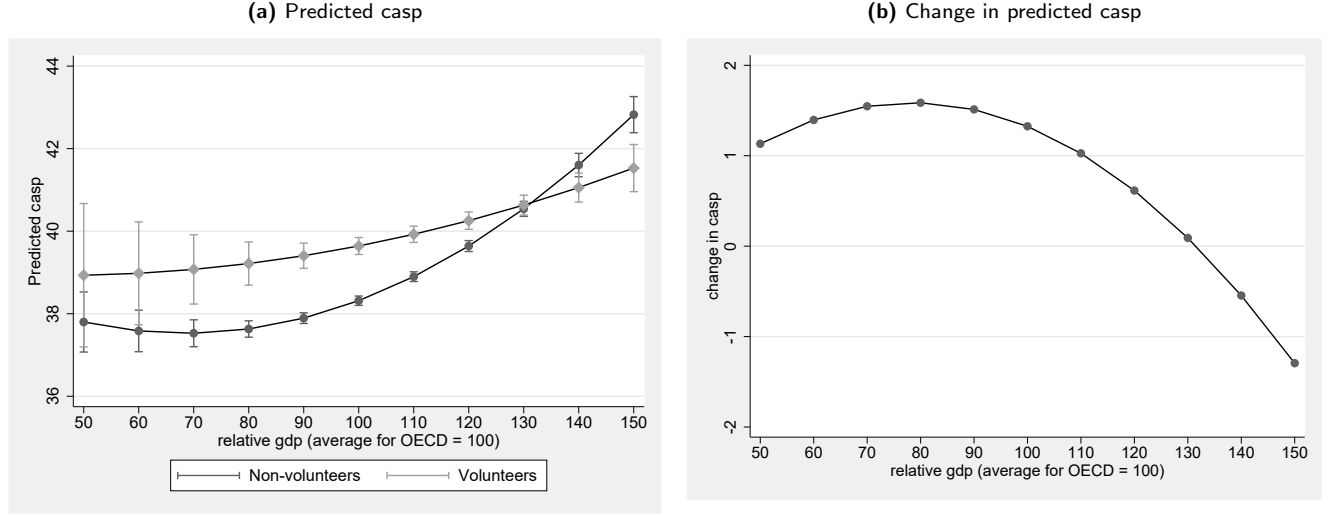 (a) Predicted casp
Predicted casp
44
42
40
38
36
50 60 70 80 90 100 110 120 130 140 150
relative gdp (average for OECD = 100)
Non-volunteers Volunteers
(b) Change in predicted casp
change in casp
2
1
0
-1
-2
50 60 70 80 90 100 110 120 130 140 150
relative gdp (average for OECD = 100)